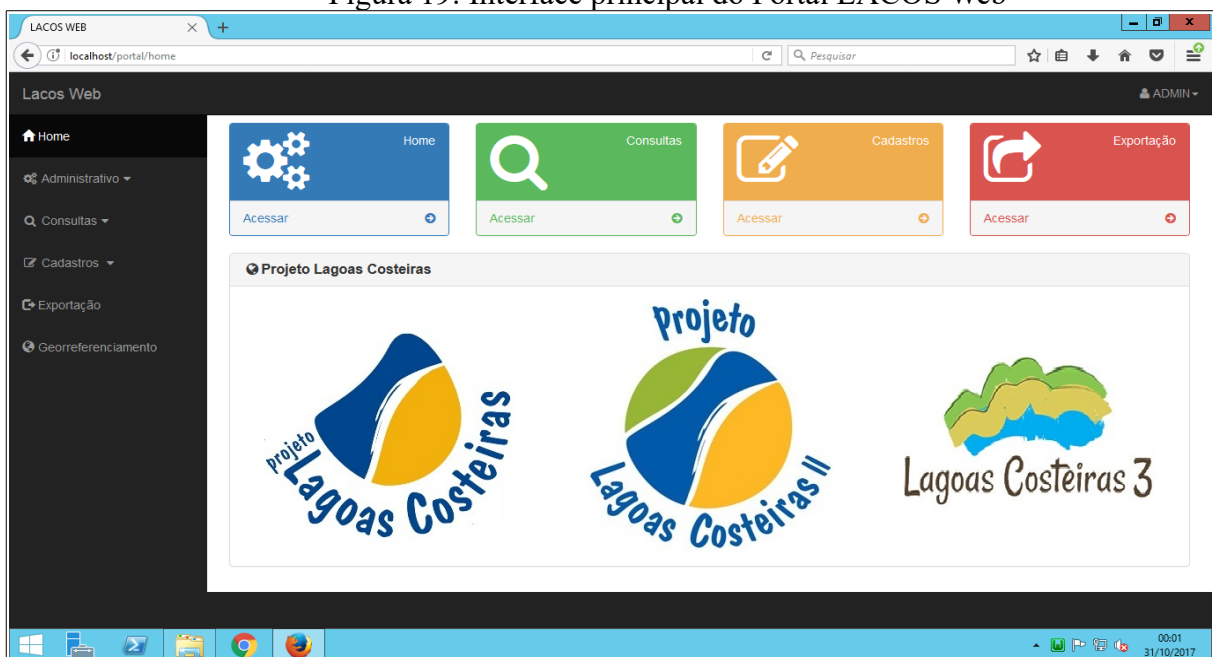 Figura 19: Interface principal do Portal LACOS Web
LACOS WEB
localhost/portal/home
Pesquisar
Lacos Web
ADMIN
Home
Administrativo
Consultas
Cadastros
Exportação
Georreferenciamento
Home
Acessar
Consultas
Acessar
Cadastros
Acessar
Exportação
Acessar
Projeto Lagoas Costeiras
projeto
Lagoas Costeiras
projeto
Lagoas Costeiras II
Lagoas Costeiras 3
00:01
31/10/2017